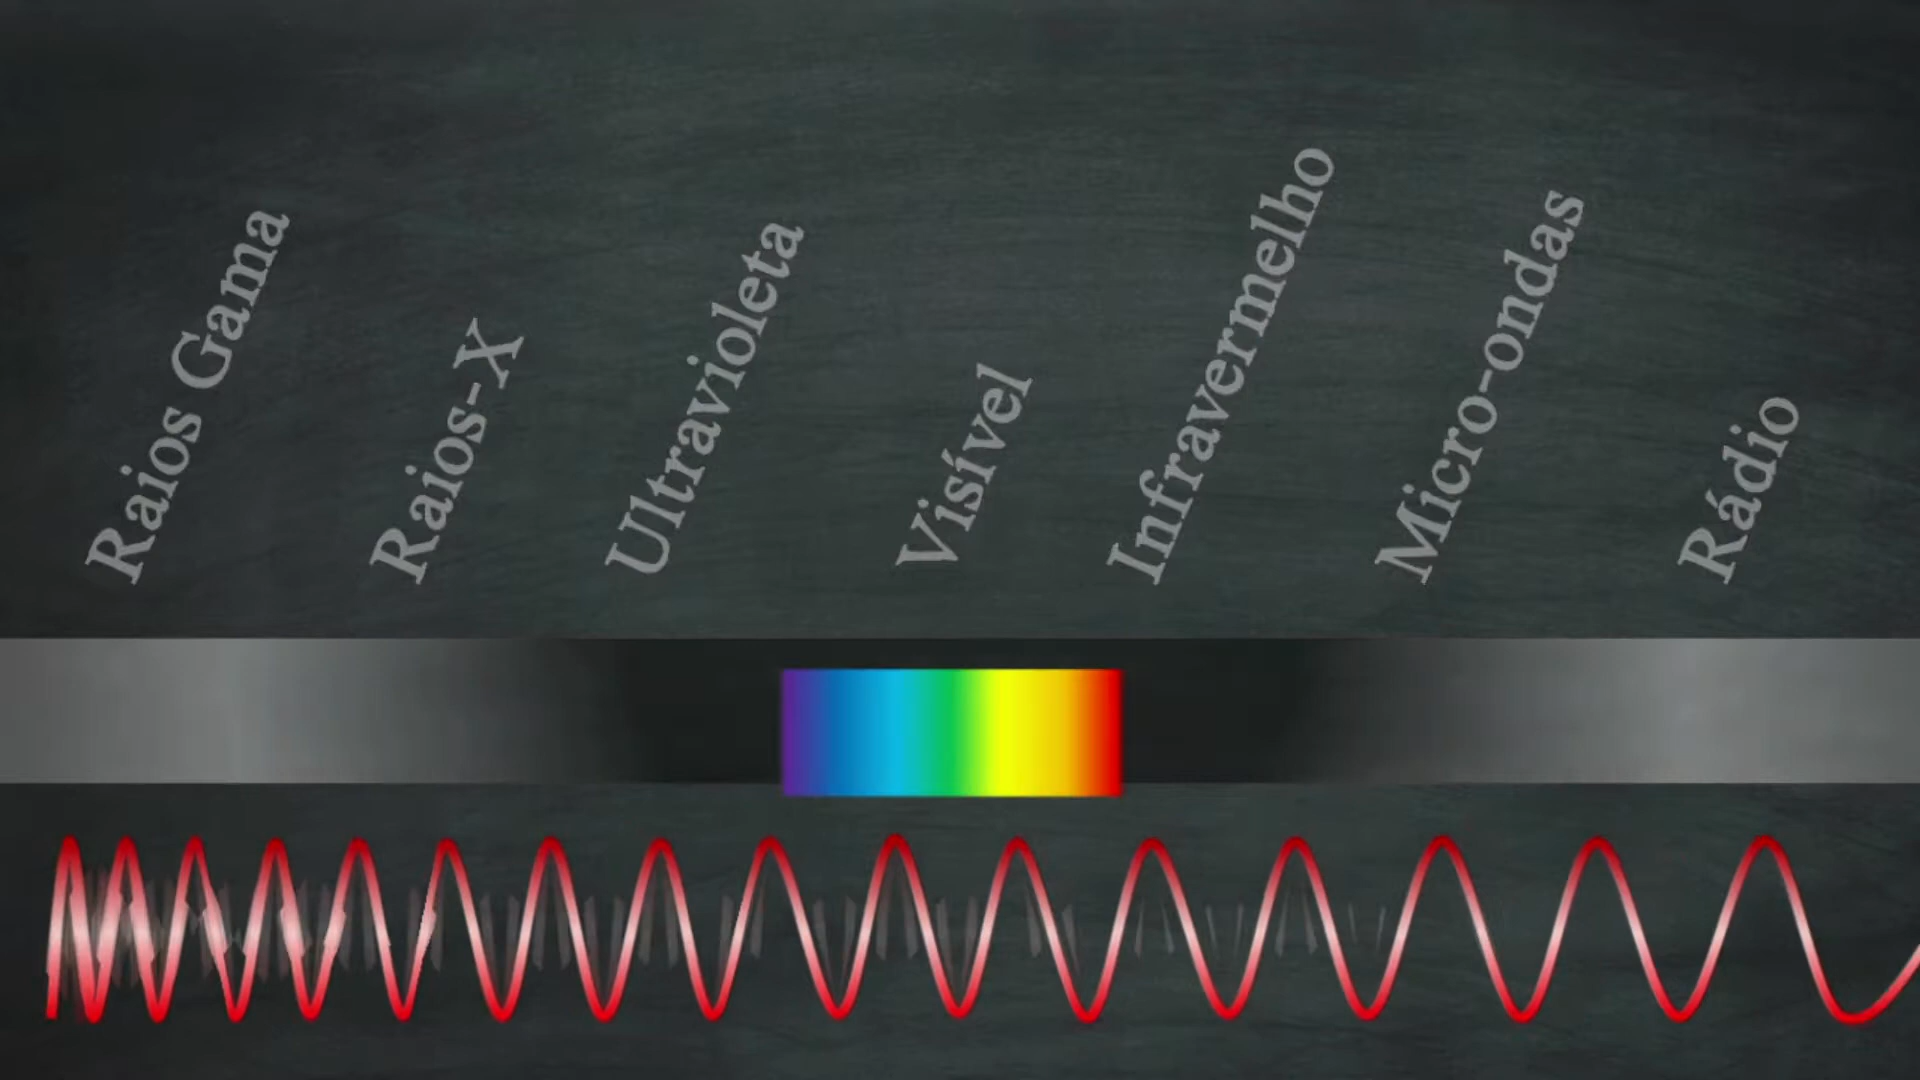 Raios Gama
Raios-X
Ultravioleta
Visível
Infravermelho
Micro-ondas
Rádio